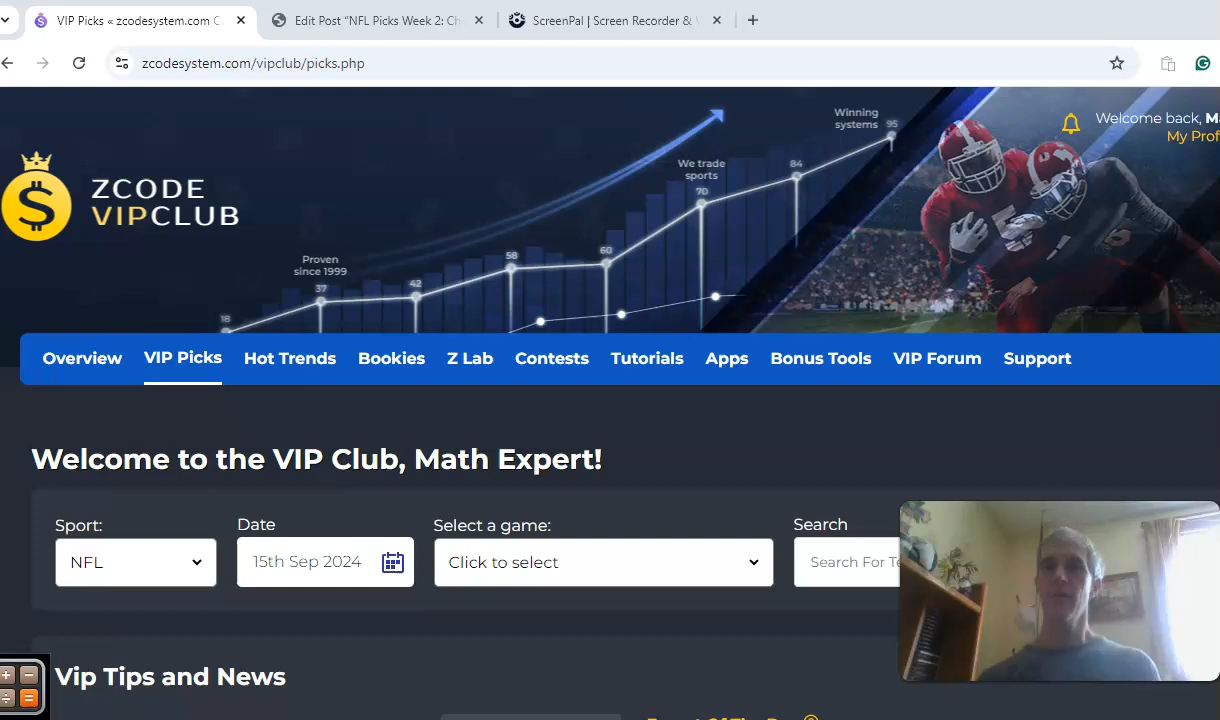 VIP Picks « zcodesystem.com C
Edit Post "NFL Picks Week 2: Ch
ScreenPal | Screen Recorder &
zcodesystem.com/vipclub/picks.php
Winning
systems
95
Welcome back, Ma
My Prof
We trade
sports
84
70
ZCODE
VIPCLUB
Proven
since 1999
58
60
42
37
18
Overview
VIP Picks
Hot Trends
Bookies
Z Lab
Contests
Tutorials
Apps
Bonus Tools
VIP Forum
Support
Welcome to the VIP Club, Math Expert!
Sport:
Date
Select a game:
Search
NFL
15th Sep 2024
Click to select
Search For Te
Vip Tips and News